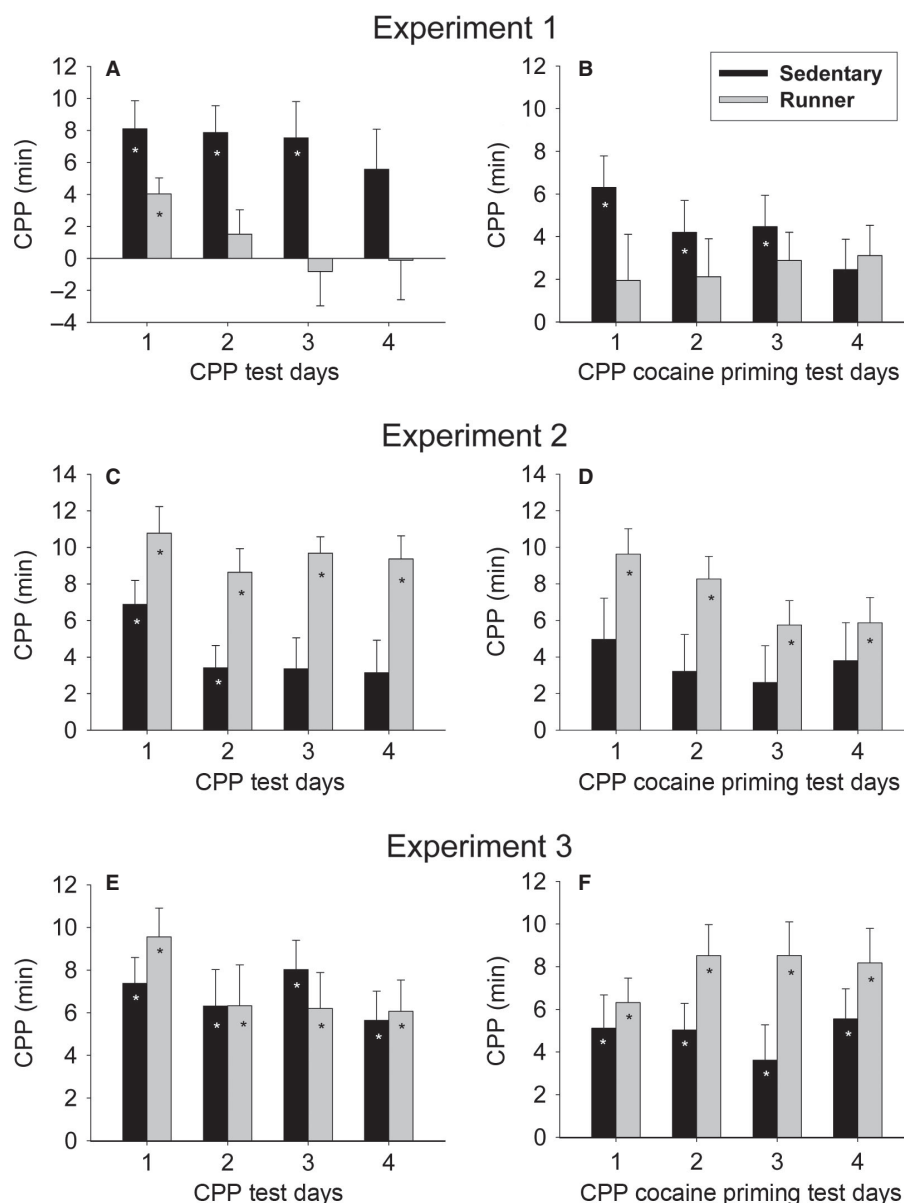 Experiment 1
A
12
10
8
6
4
2
0
–2
–4
CPP (min)
* * * *
1 2 3 4
CPP test days
B
Sedentary
Runner
12
10
8
6
4
2
0
CPP (min)
* * *
1 2 3 4
CPP cocaine priming test days
Experiment 2
C
14
12
10
8
6
4
2
0
CPP (min)
* * * * * *
1 2 3 4
CPP test days
D
14
12
10
8
6
4
2
0
CPP (min)
* * * *
1 2 3 4
CPP cocaine priming test days
Experiment 3
E
12
10
8
6
4
2
0
CPP (min)
* * * * * * * *
1 2 3 4
CPP test days
F
12
10
8
6
4
2
0
CPP (min)
* * * * * * * *
1 2 3 4
CPP cocaine priming test days